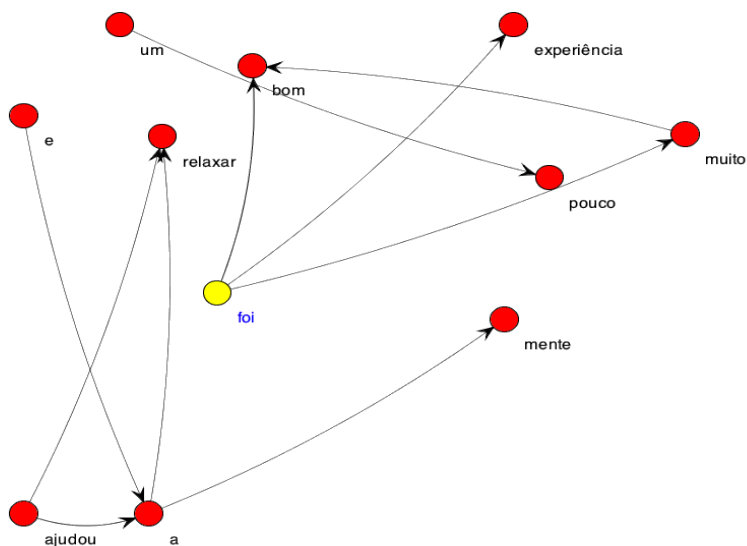 um
experiência
bom
e
muito
relaxar
pouco
foi
mente
ajudou
a